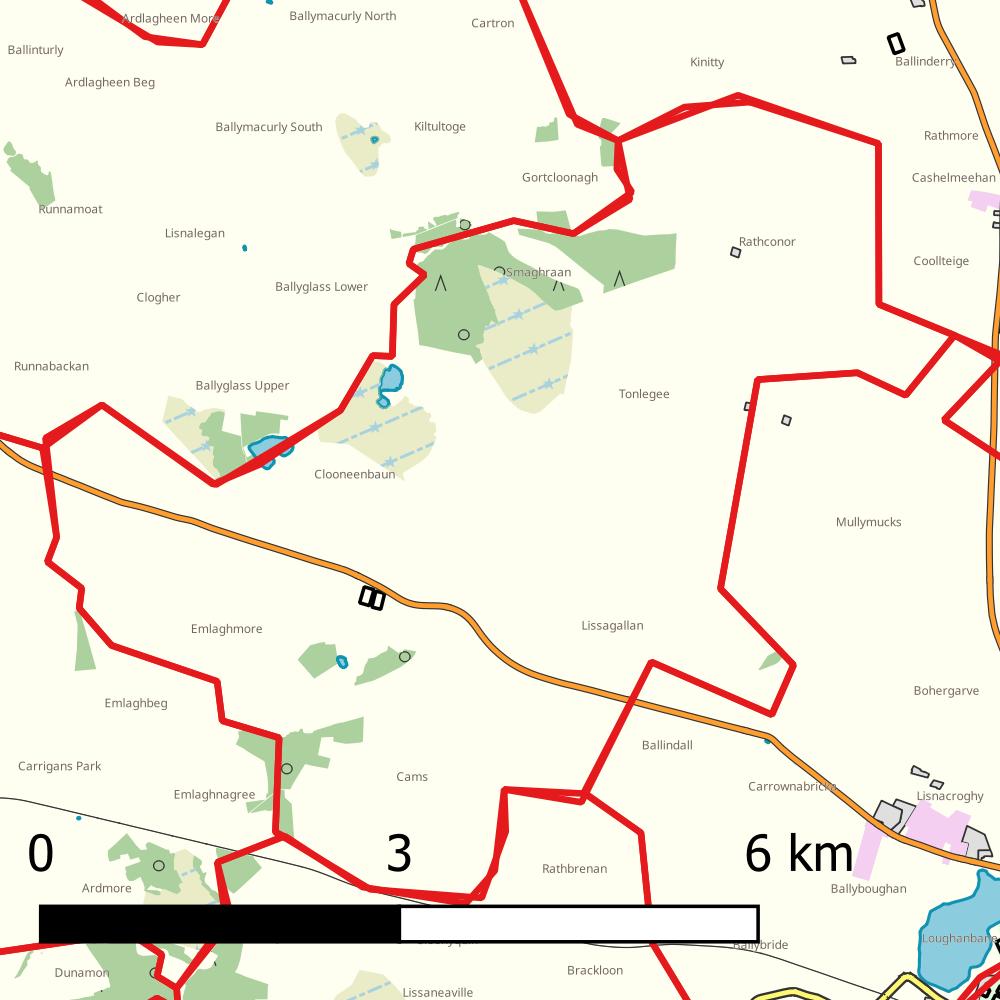 Ardlagheen More
Ballymacurly North
Cartron
Ballinturly
Kinitty
Ballinderry
Ardlagheen Beg
Ballymacurly South
Kiltultoge
Rathmore
Gortcloonagh
Cashelmeehan
Runnamoat
Lisnalegan
Rathconor
Coollteige
Smaghraan
Ballyglass Lower
Clogher
Runnabackan
Ballyglass Upper
Tonlegee
Clooneenbaun
Mullymucks
Emlaghmore
Lissagallan
Bohergarve
Emlaghbeg
Ballindall
Carrigans Park
Cams
Emlaghnagree
Lisnacroghy
0 3 6 km
Rathbrenan
Ardmore
Ballyboughan
Loughanbane
Ballybride
Dunamon
Brackloon
Lissaneaville